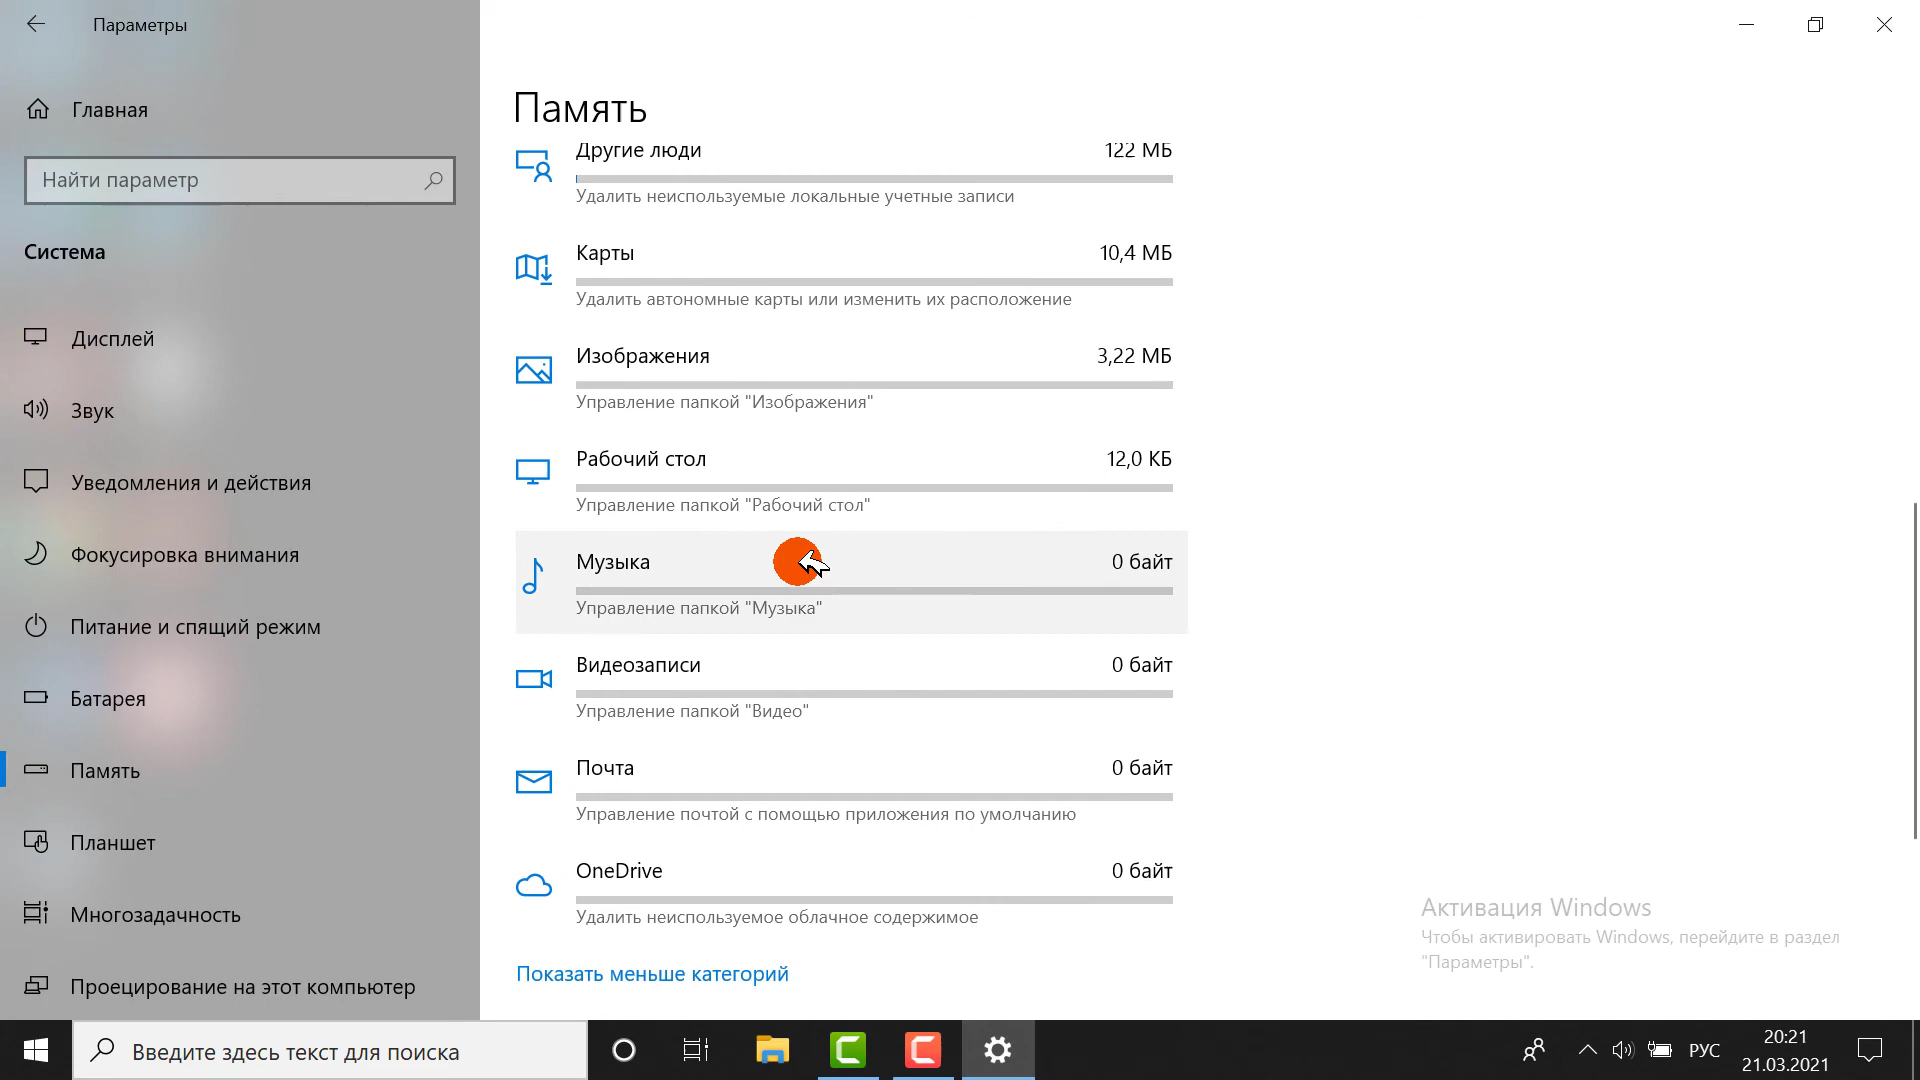 Параметры
Главная
Найти параметр
Система
Дисплей
Звук
Уведомления и действия
Фокусировка внимания
Питание и спящий режим
Батарея
Память
Планшет
Многозадачность
Проецирование на этот компьютер
Память
Другие люди 122 МБ
Удалить неиспользуемые локальные учетные записи
Карты 10,4 МБ
Удалить автономные карты или изменить их расположение
Изображения 3,22 МБ
Управление папкой "Изображения"
Рабочий стол 12,0 КБ
Управление папкой "Рабочий стол"
Музыка 0 байт
Управление папкой "Музыка"
Видеозаписи 0 байт
Управление папкой "Видео"
Почта 0 байт
Управление почтой с помощью приложения по умолчанию
OneDrive 0 байт
Удалить неиспользуемое облачное содержимое
Показать меньше категорий
Активация Windows
Чтобы активировать Windows, перейдите в раздел
"Параметры".
Введите здесь текст для поиска
РУС
20:21
21.03.2021